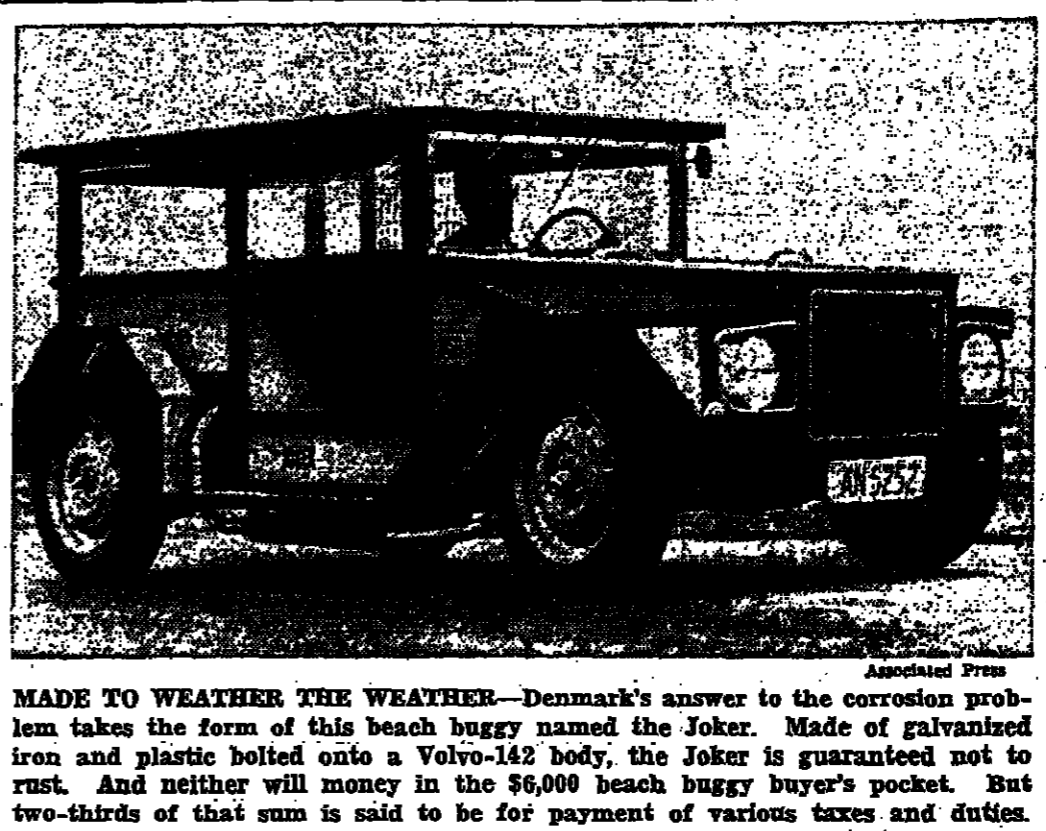 AN 5252
Associated Press
MADE TO WEATHER THE WEATHER—Denmark's answer to the corrosion prob-
lem takes the form of this beach buggy named the Joker. Made of galvanized
iron and plastic bolted onto a Volvo-142 body, the Joker is guaranteed not to
rust. And neither will money in the $6,000 beach buggy buyer's pocket. But
two-thirds of that sum is said to be for payment of various taxes and duties.